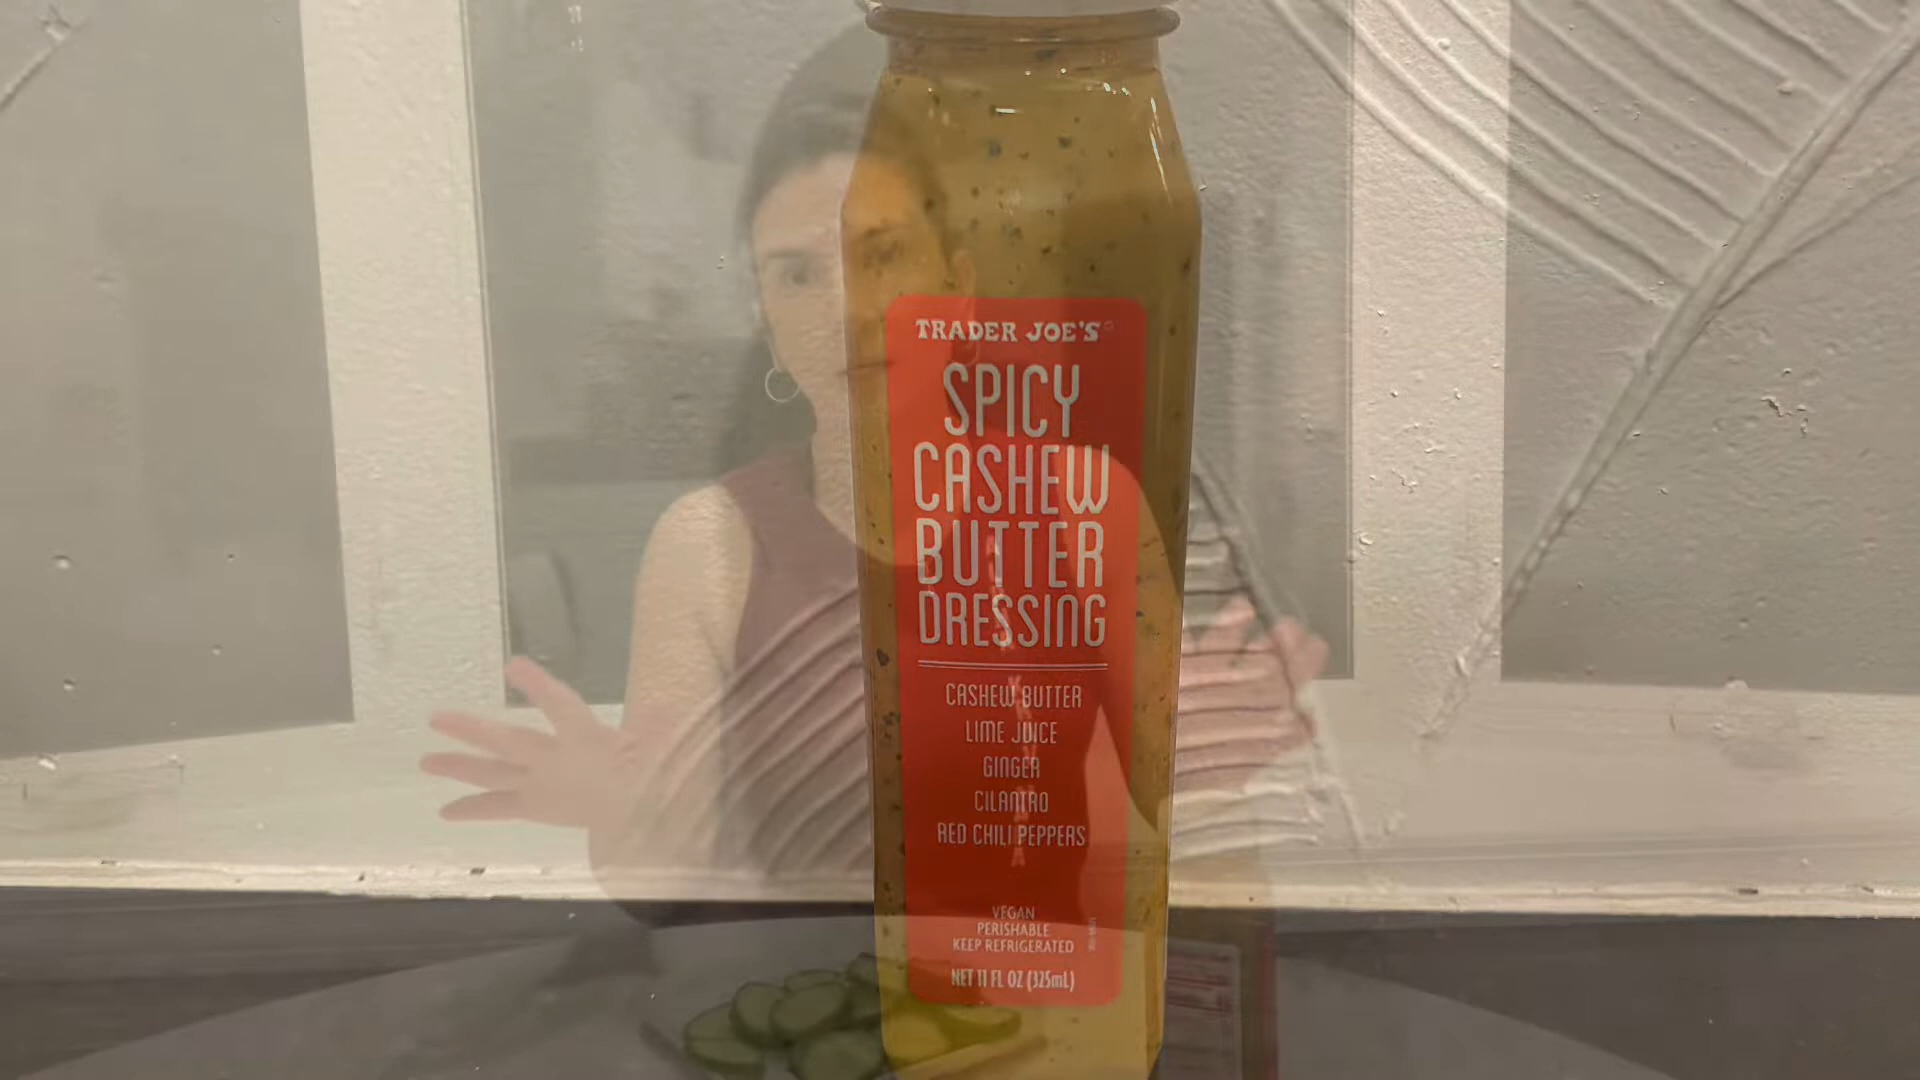 TRADER JOE'S
SPICY
CASHEW
BUTTER
DRESSING
CASHEW BUTTER
LIME JUICE
GINGER
CILANTRO
RED CHILI PEPPERS
VEGAN
PERISHABLE
KEEP REFRIGERATED
NET 11 FL OZ (325mL)